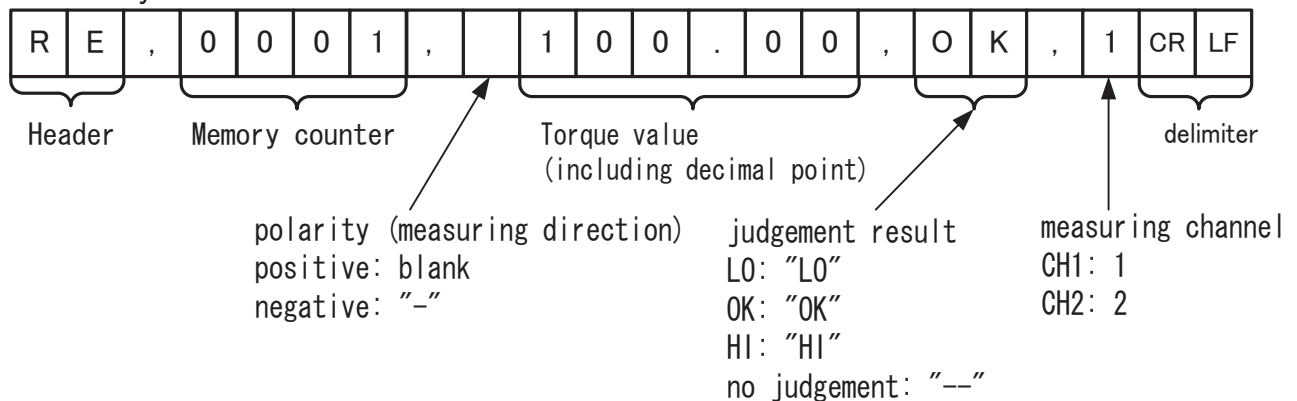 R E , 0 0 0 1 , 1 0 0 . 0 0 , O K , 1 CR LF
Header
Memory counter
Torque value
(including decimal point)
delimiter
polarity (measuring direction)
positive: blank
negative: "-"
judgement result
LO: "LO"
OK: "OK"
HI: "HI"
no judgement: "--"
measuring channel
CH1: 1
CH2: 2